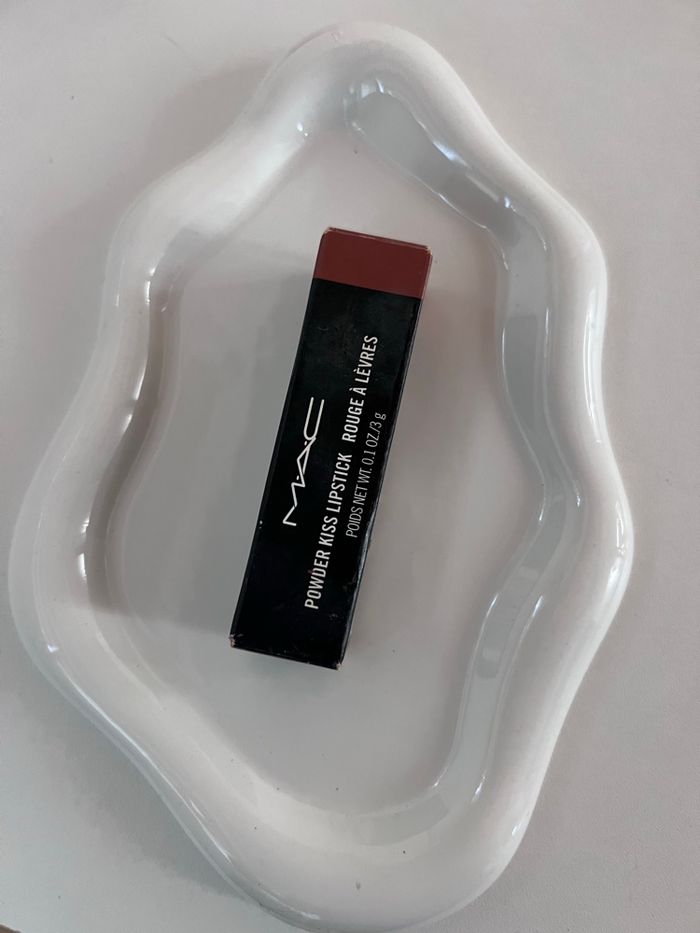 M·A·C
POWDER KISS LIPSTICK ROUGE À LÈVRES
POIDS NET WT. 0.1 OZ/3 g